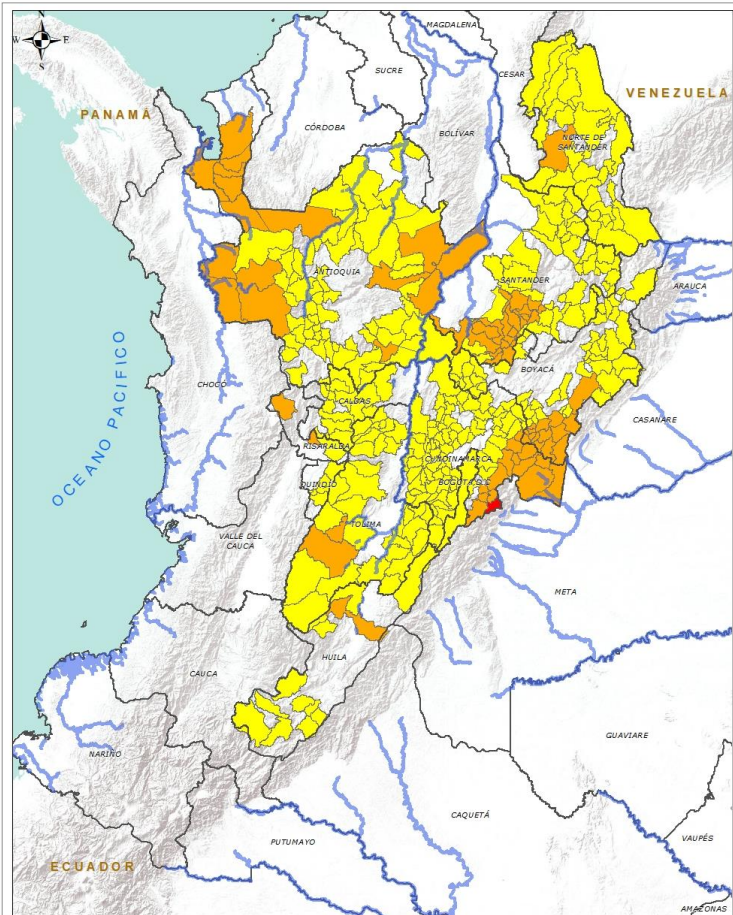 N
W E
S
MAGDALENA
SUCRE
CESAR
VENEZUELA
PANAMÁ
CÓRDOBA
BOLÍVAR
NORTE DE
SANTANDER
ANTIOQUIA
SANTANDER
ARAUCA
BOYACÁ
CHOCÓ
CALDAS
CASANARE
OCEANO PACIFICO
RISARALDA
CUNDINAMARCA
QUINDIO
BOGOTÁ D.C
TOLIMA
VALLE DEL
CAUCA
META
HUILA
CAUCA
GUAVIARE
NARIÑO
CAQUETÁ
PUTUMAYO
VAUPÉS
ECUADOR
AMAZONAS